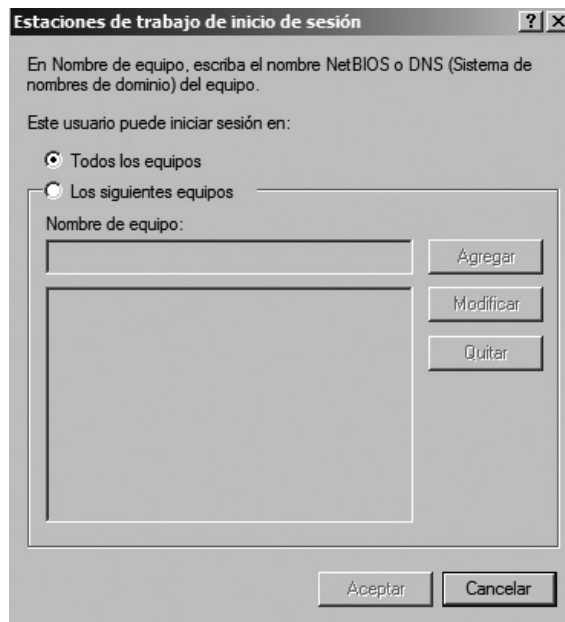 Estaciones de trabajo de inicio de sesión
En Nombre de equipo, escriba el nombre NetBIOS o DNS (Sistema de
nombres de dominio) del equipo.
Este usuario puede iniciar sesión en:
Todos los equipos
Los siguientes equipos
Nombre de equipo:
Agregar
Modificar
Quitar
Aceptar
Cancelar